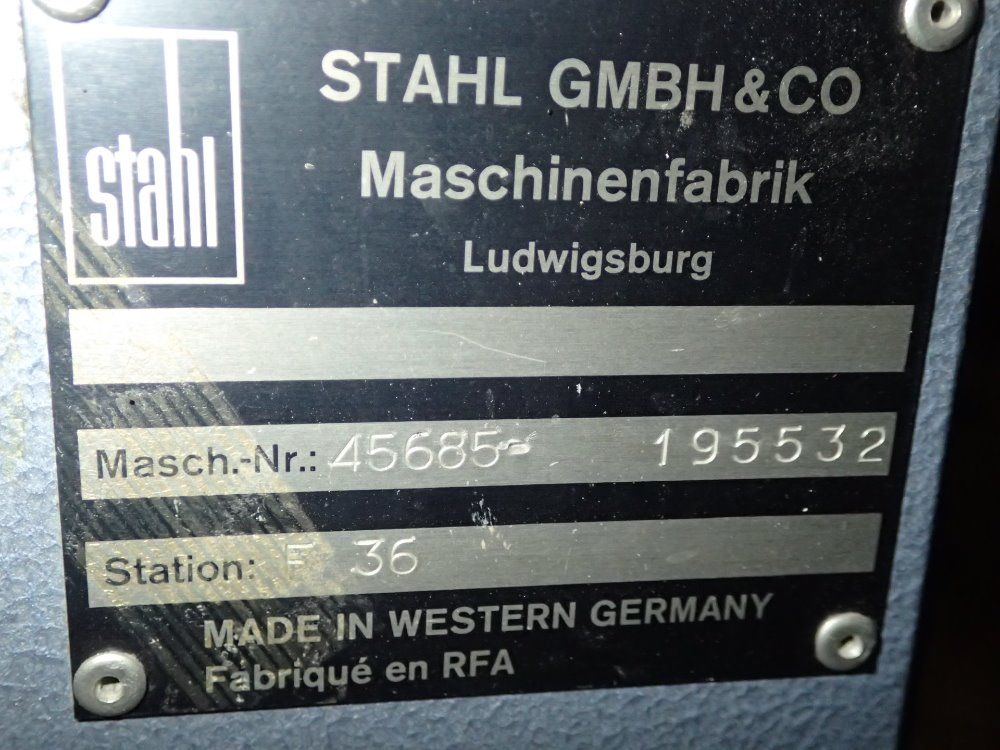 stahl
STAHL GMBH & CO
Maschinenfabrik
Ludwigsburg
Masch.-Nr.: 45685- 195532
Station: F 36
MADE IN WESTERN GERMANY
Fabriqué en RFA